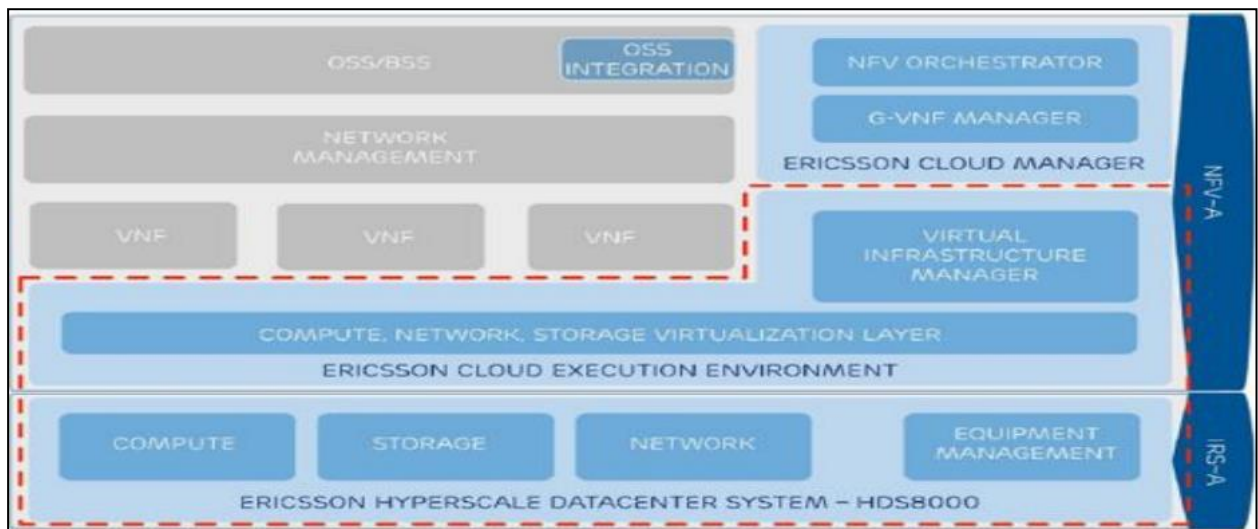 OSS/BSS
OSS
INTEGRATION
NFV ORCHESTRATOR
G-VNF MANAGER
NETWORK
MANAGEMENT
ERICSSON CLOUD MANAGER
NFV-A
VNF
VNF
VNF
VIRTUAL
INFRASTRUCTURE
MANAGER
COMPUTE, NETWORK, STORAGE VIRTUALIZATION LAYER
ERICSSON CLOUD EXECUTION ENVIRONMENT
COMPUTE
STORAGE
NETWORK
EQUIPMENT
MANAGEMENT
IRS-A
ERICSSON HYPERSCALE DATACENTER SYSTEM – HDS8000